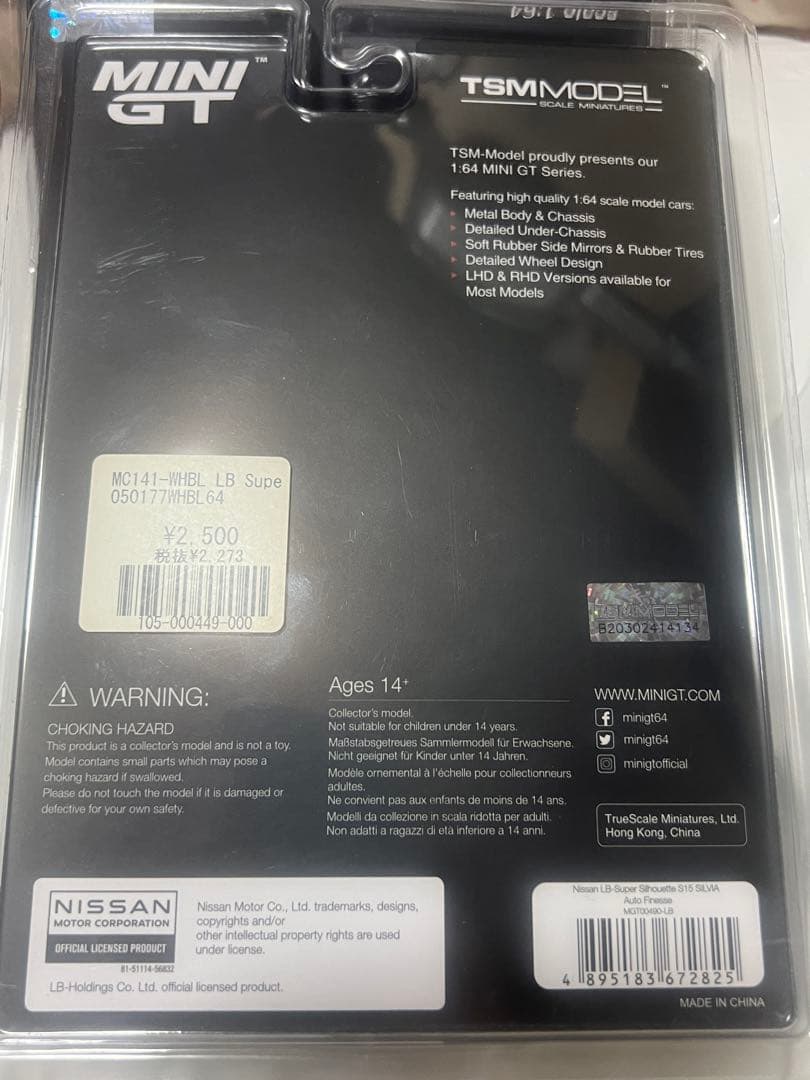 MINI GT™
TSMMODEL™
SCALE MINIATURES
TSM-Model proudly presents our
1:64 MINI GT Series.
Featuring high quality 1:64 scale model cars:
Metal Body & Chassis
Detailed Under-Chassis
Soft Rubber Side Mirrors & Rubber Tires
Detailed Wheel Design
LHD & RHD Versions available for
Most Models
MC141-WHBL LB Supe
050177WHBL64
¥2,500
税抜¥2,273
105-000449-000
TSMMODEL
B20302414134
WARNING:
CHOKING HAZARD
This product is a collector's model and is not a toy.
Model contains small parts which may pose a
choking hazard if swallowed.
Please do not touch the model if it is damaged or
defective for your own safety.
Ages 14+
Collector's model.
Not suitable for children under 14 years.
Maßstabsgetreues Sammlermodell für Erwachsene.
Nicht geeignet für Kinder unter 14 Jahren.
Modèle ornemental à l'échelle pour collectionneurs
adultes.
Ne convient pas aux enfants de moins de 14 ans.
Modelli da collezione in scala ridotta per adulti.
Non adatti a ragazzi di età inferiore a 14 anni.
WWW.MINIGT.COM
minigt64
minigt64
minigtofficial
TrueScale Miniatures, Ltd.
Hong Kong, China
NISSAN
MOTOR CORPORATION
OFFICIAL LICENSED PRODUCT
81-51114-56832
Nissan Motor Co., Ltd. trademarks, designs,
copyrights and/or
other intellectual property rights are used
under license.
LB-Holdings Co. Ltd. official licensed product.
Nissan LB-Super Silhouette S15 SILVIA
Auto Finesse
MGT00490-LB
4 895183 672825
MADE IN CHINA